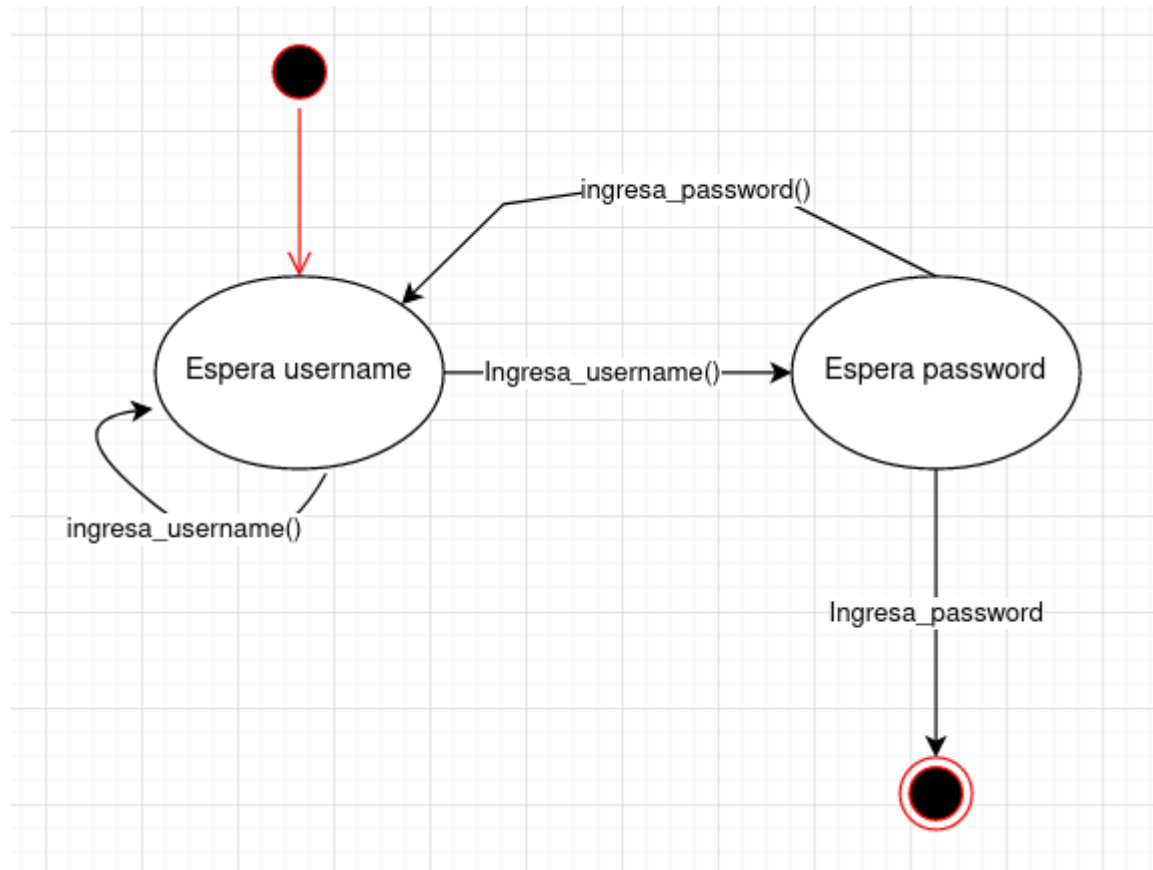 ingresa_password()
Espera username
Ingresa_username()
Espera password
ingresa_username()
Ingresa_password